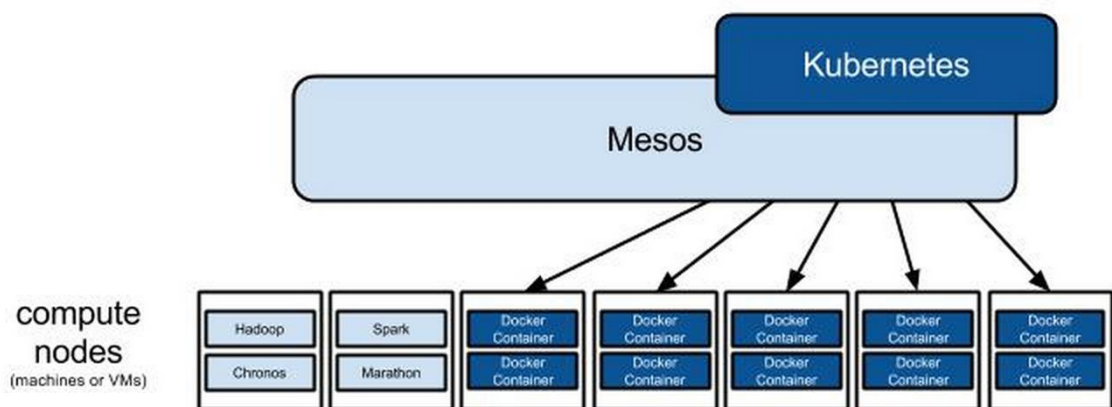 Kubernetes
Mesos
compute
nodes
(machines or VMs)
Hadoop
Chronos
Spark
Marathon
Docker
Container
Docker
Container
Docker
Container
Docker
Container
Docker
Container
Docker
Container
Docker
Container
Docker
Container
Docker
Container
Docker
Container